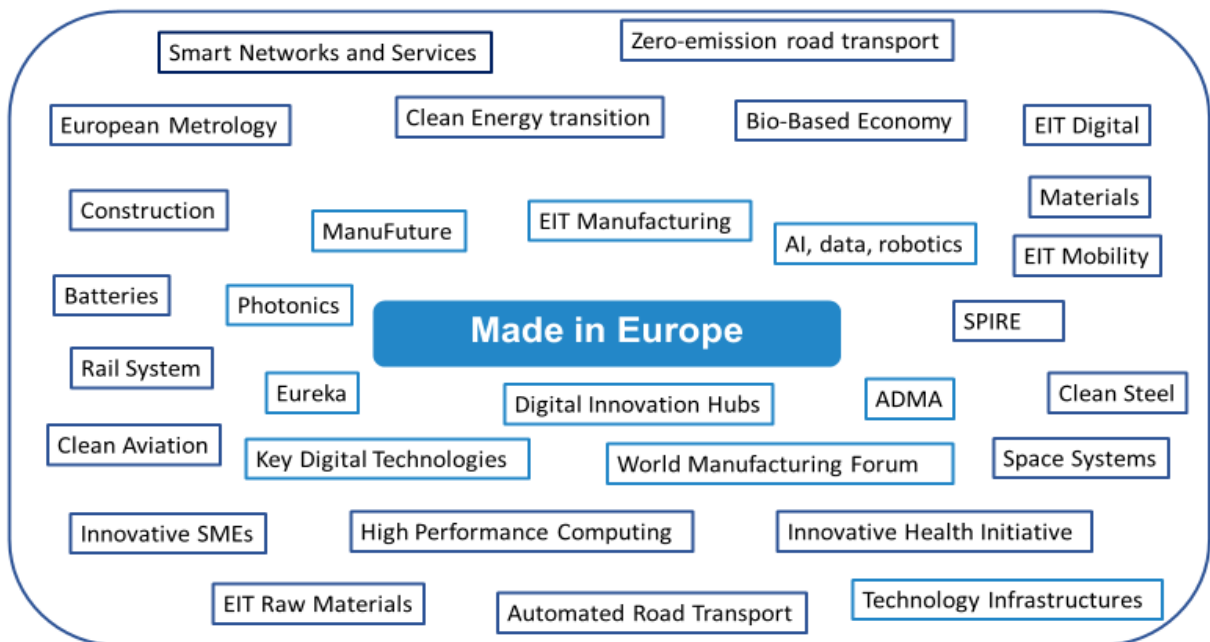 Smart Networks and Services
Zero-emission road transport
European Metrology
Clean Energy transition
Bio-Based Economy
EIT Digital
Construction
ManuFuture
EIT Manufacturing
AI, data, robotics
Materials
EIT Mobility
Batteries
Photonics
Made in Europe
SPIRE
Rail System
Eureka
Digital Innovation Hubs
ADMA
Clean Steel
Clean Aviation
Key Digital Technologies
World Manufacturing Forum
Space Systems
Innovative SMEs
High Performance Computing
Innovative Health Initiative
EIT Raw Materials
Automated Road Transport
Technology Infrastructures